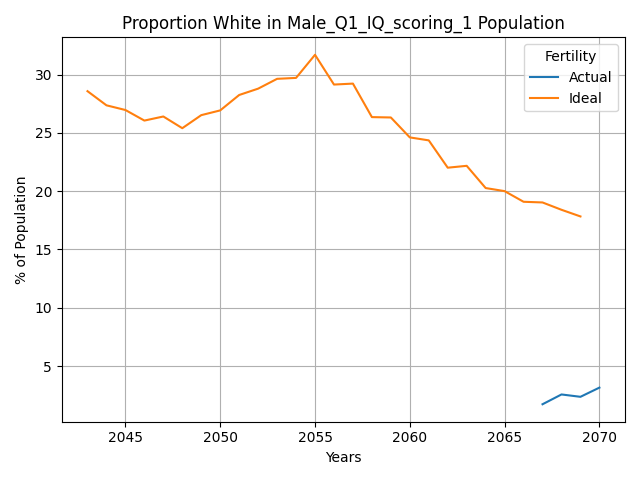 Proportion White in Male_Q1_IQ_scoring_1 Population
Fertility
Actual
Ideal
% of Population
30
25
20
15
10
5
2045
2050
2055
2060
2065
2070
Years